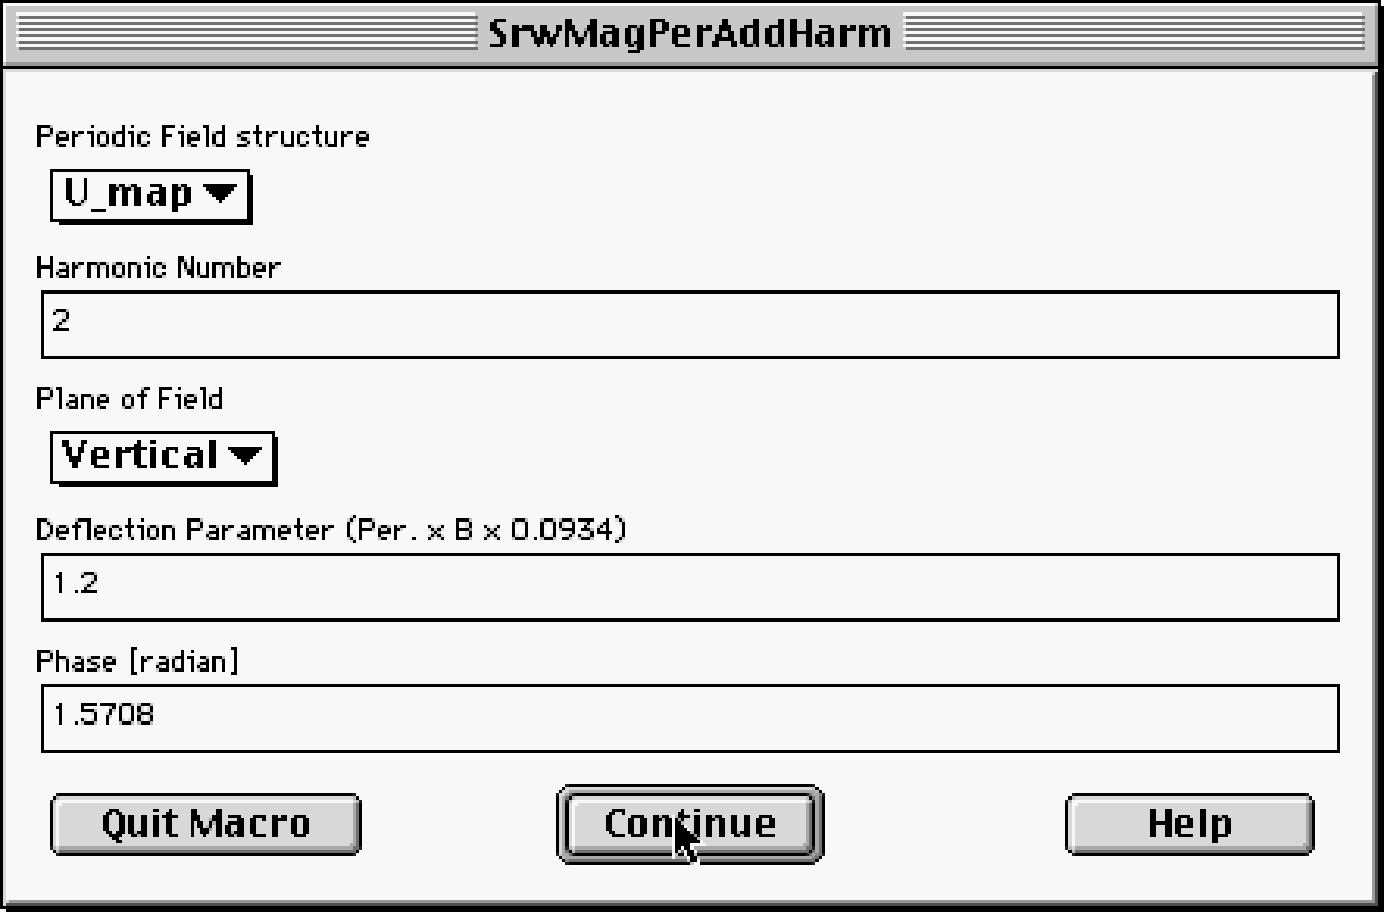 SrwMagPerAddHarm
Periodic Field structure
U_map
Harmonic Number
2
Plane of Field
Vertical
Deflection Parameter (Per. x B x 0.0934)
1.2
Phase [radian]
1.5708
Quit Macro
Continue
Help